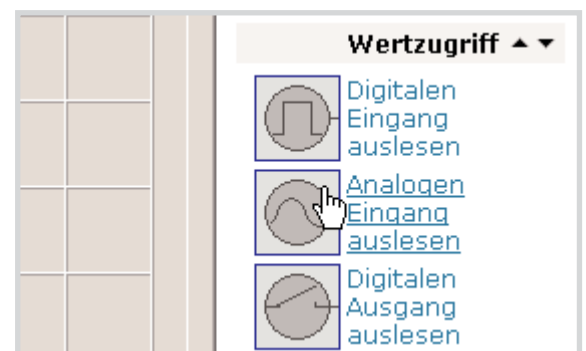 Wertzugriff
Digitalen
Eingang
auslesen
Analogen
Eingang
auslesen
Digitalen
Ausgang
auslesen